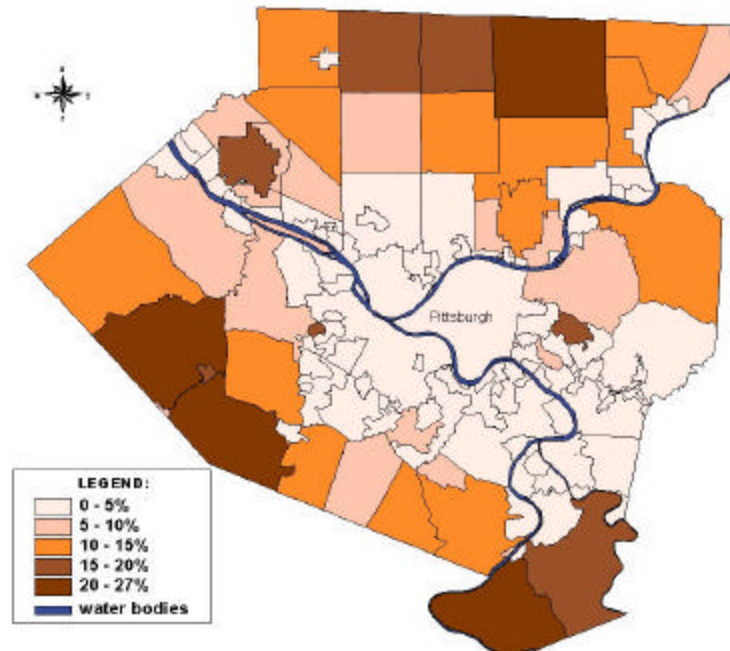 Pittsburgh
LEGEND:
0 - 5%
5 - 10%
10 - 15%
15 - 20%
20 - 27%
water bodies